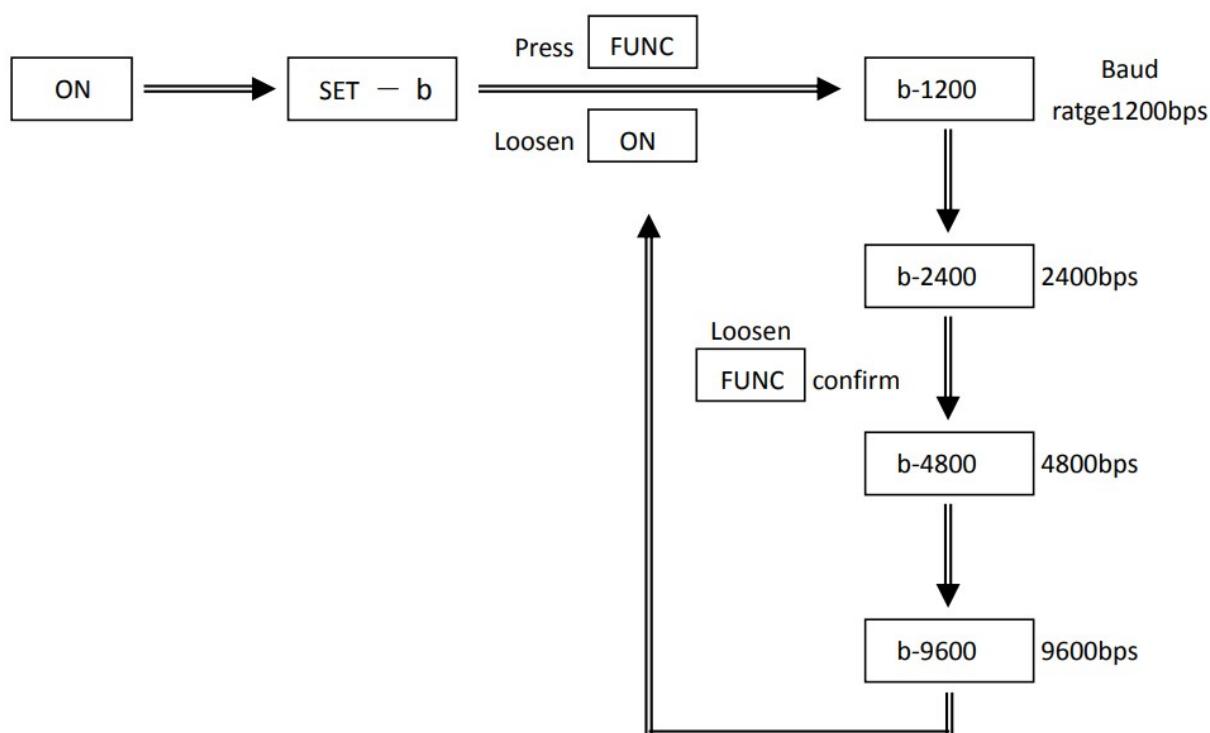 Press FUNC
ON
SET － b
b-1200
Baud
ratge1200bps
Loosen ON
b-2400
2400bps
Loosen
FUNC confirm
b-4800
4800bps
b-9600
9600bps